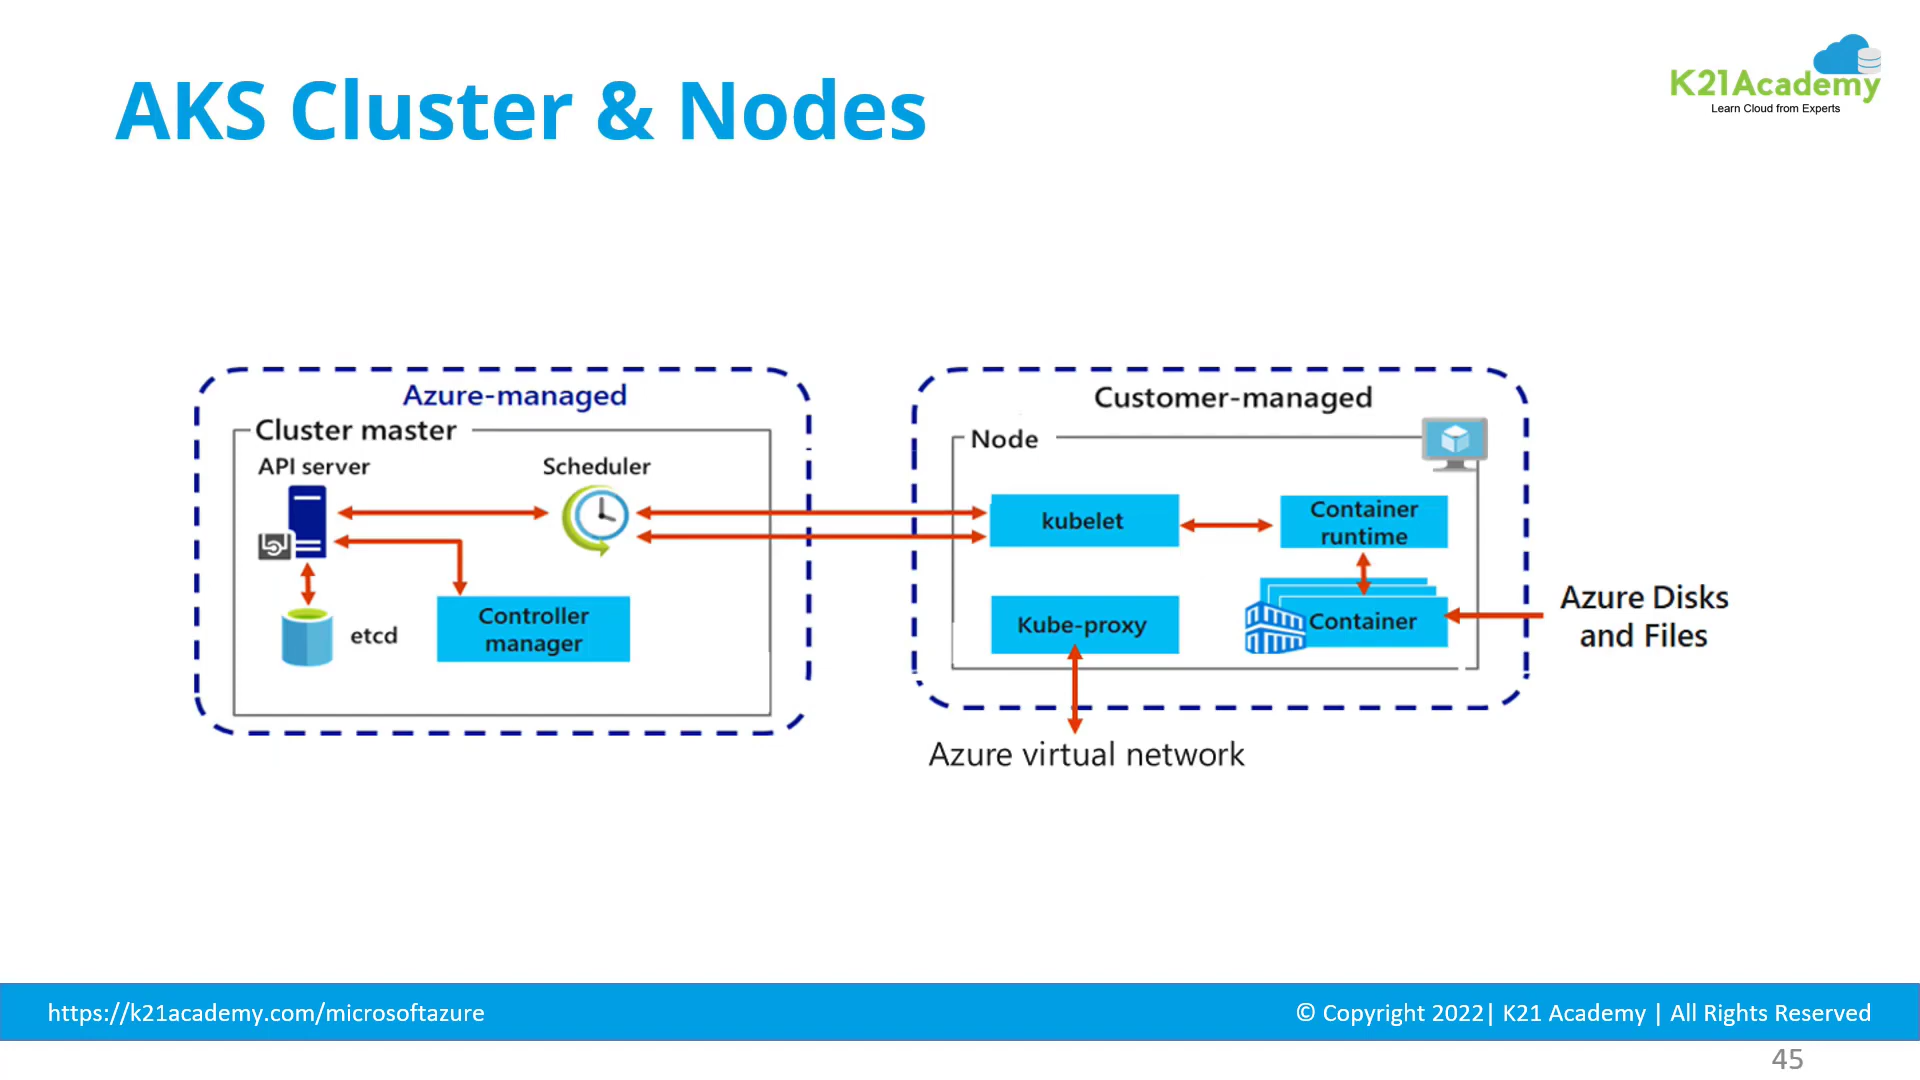 AKS Cluster & Nodes
K21Academy
Learn Cloud from Experts
Azure-managed
Cluster master
API server
Scheduler
etcd
Controller
manager
Customer-managed
Node
kubelet
Container
runtime
Kube-proxy
Container
Azure Disks
and Files
Azure virtual network
https://k21academy.com/microsoftazure
© Copyright 2022| K21 Academy | All Rights Reserved
45